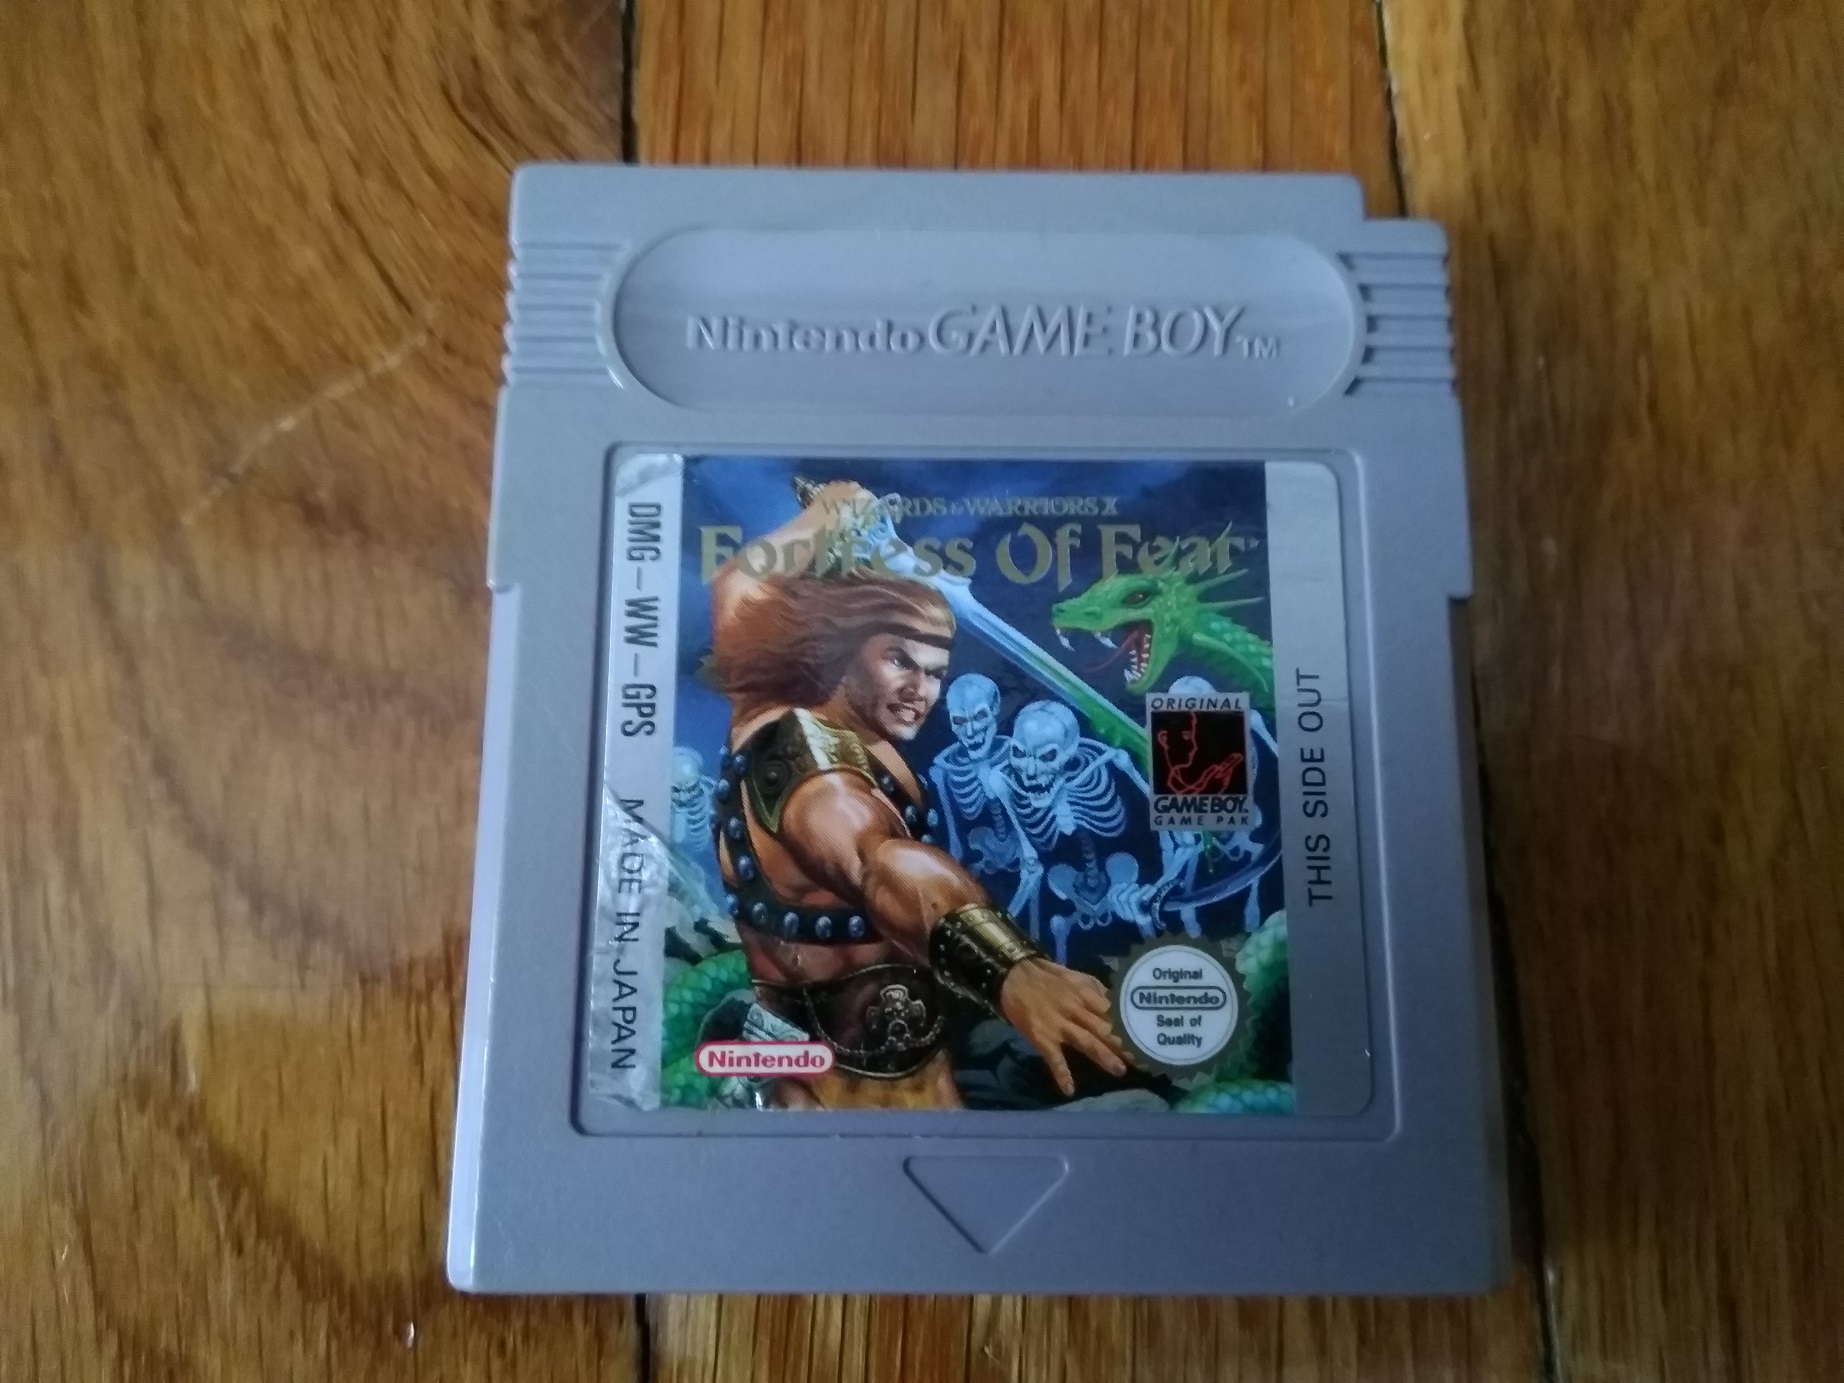 Nintendo GAME BOY TM
WIZARDS & WARRIORS X
Fortress Of Fear
DMG-WW-GPS MADE IN JAPAN
ORIGINAL
GAME BOY
GAME PAK
THIS SIDE OUT
Original
Nintendo
Seal of
Quality
Nintendo